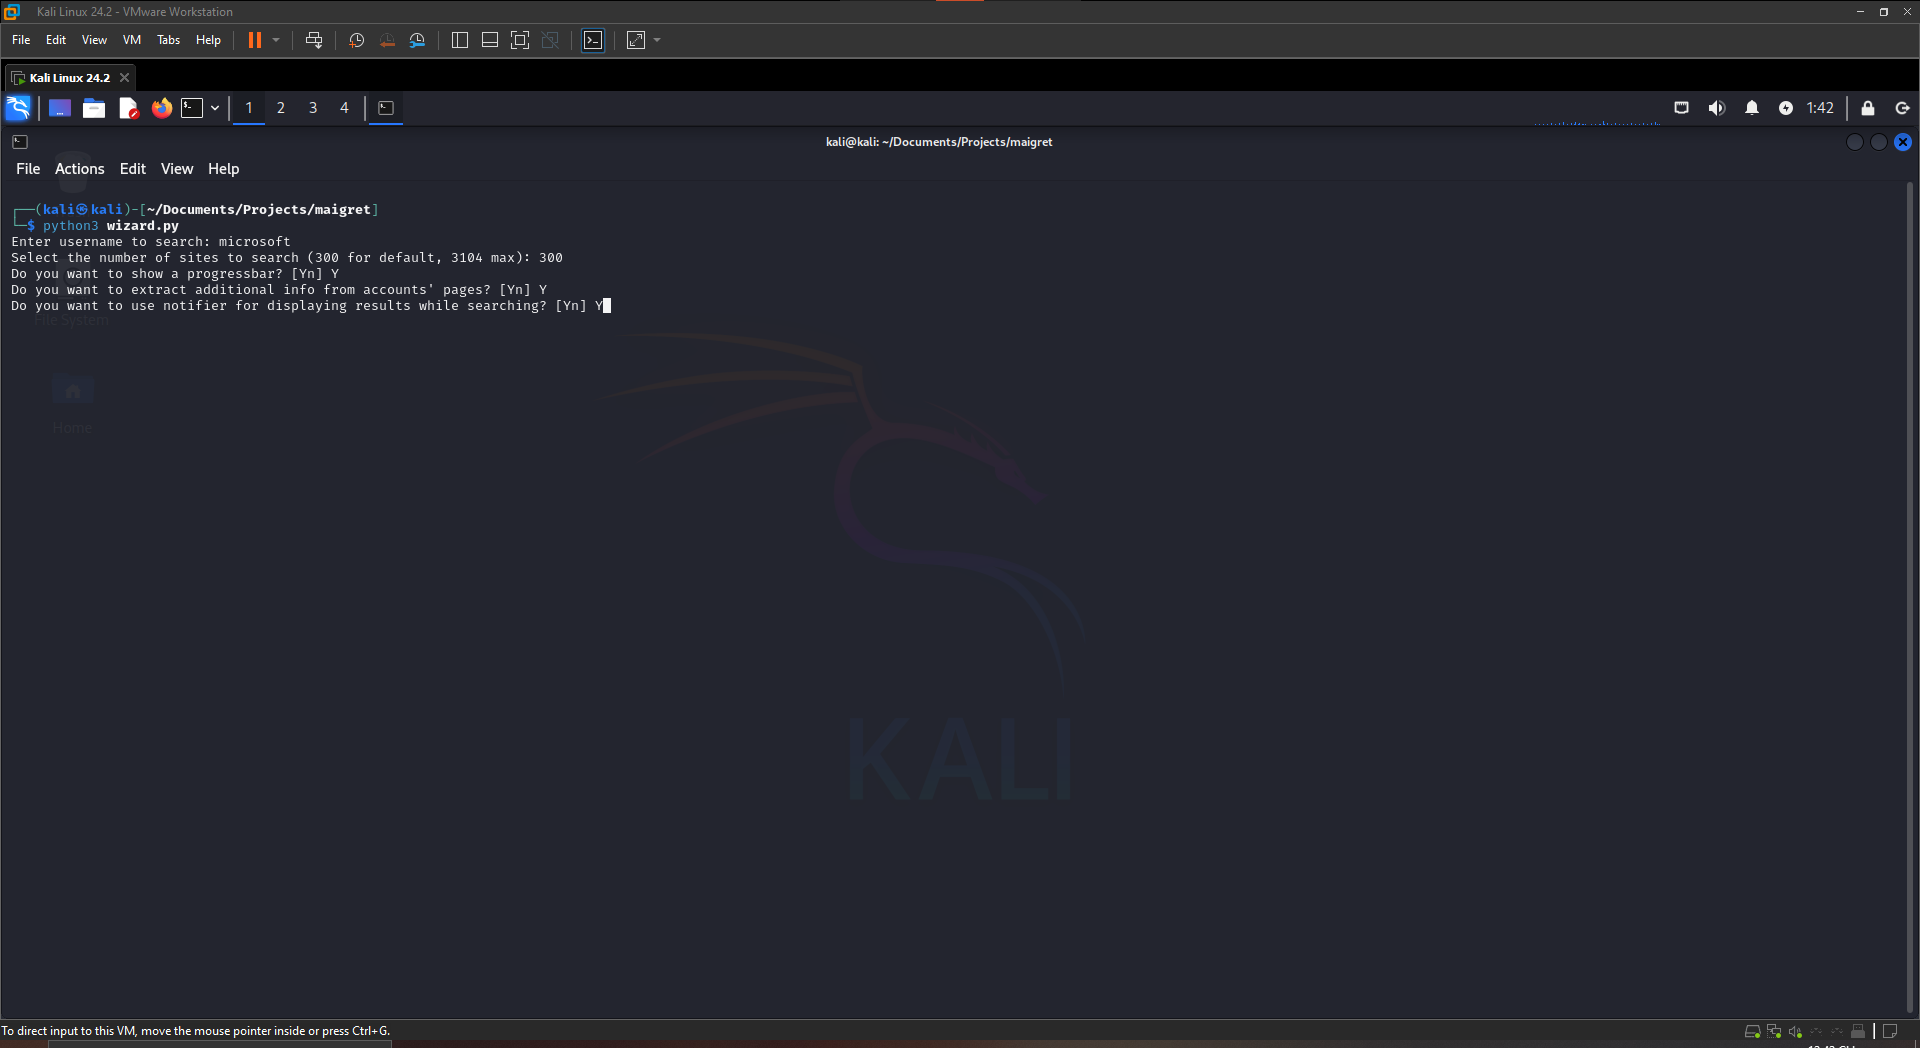 Kali Linux 24.2 - VMware Workstation
File Edit View VM Tabs Help
Kali Linux 24.2
1 2 3 4
1:42
kali@kali: ~/Documents/Projects/maigret
File Actions Edit View Help
┌──(kali㉿kali)-[~/Documents/Projects/maigret]
└─$ python3 wizard.py
Enter username to search: microsoft
Select the number of sites to search (300 for default, 3104 max): 300
Do you want to show a progressbar? [Yn] Y
Do you want to extract additional info from accounts' pages? [Yn] Y
Do you want to use notifier for displaying results while searching? [Yn] Y
File System
Home
KALI
To direct input to this VM, move the mouse pointer inside or press Ctrl+G.